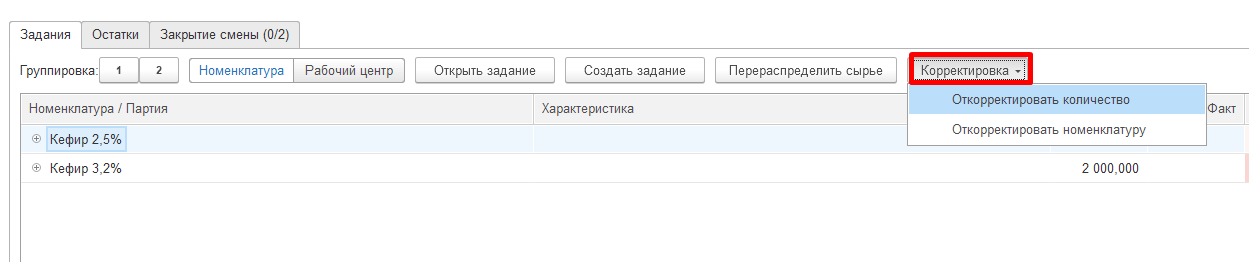 Задания Остатки Закрытие смены (0/2)
Группировка: 1 2 Номенклатура Рабочий центр Открыть задание Создать задание Перераспределить сырье Корректировка
Откорректировать количество
Номенклатура / Партия Характеристика Факт
Откорректировать номенклатуру
Кефир 2,5%
Кефир 3,2% 2 000,000